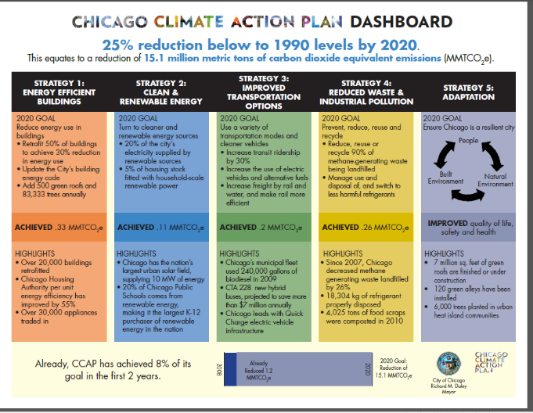 CHICAGO CLIMATE ACTION PLAN DASHBOARD
25% reduction below to 1990 levels by 2020.
This equates to a reduction of 15.1 million metric tons of carbon dioxide equivalent emissions (MMTCO₂e).
STRATEGY 1:
ENERGY EFFICIENT
BUILDINGS
2020 GOAL
Reduce energy use in
buildings
• Retrofit 50% of buildings
to achieve 30% reduction
in energy use
• Update the City's building
energy code
• Add 500 green roofs and
83,333 trees annually
ACHIEVED .33 MMTCO₂e
HIGHLIGHTS
• Over 20,000 buildings
retrofitted
• Chicago Housing
Authority per unit
energy efficiency has
improved by 55%
• Over 30,000 appliances
traded in
STRATEGY 2:
CLEAN &
RENEWABLE ENERGY
2020 GOAL
Turn to cleaner and
renewable energy sources
• 20% of the city's
electricity supplied by
renewable sources
• 5% of housing stock
fitted with household-scale
renewable power
ACHIEVED .11 MMTCO₂e
HIGHLIGHTS
• Chicago has the nation's
largest urban solar field,
supplying 10 MW of energy
• 20% of Chicago Public
Schools comes from
renewable energy,
making it the largest K-12
purchaser of renewable
energy in the nation
STRATEGY 3:
IMPROVED
TRANSPORTATION
OPTIONS
2020 GOAL
Use a variety of
transportation modes and
cleaner vehicles
• Increase transit ridership
by 30%
• Increase the use of electric
vehicles and alternative fuels
• Increase freight by rail and
water, and make rail more
efficient
ACHIEVED .2 MMTCO₂e
HIGHLIGHTS
• Chicago's municipal fleet
used 240,000 gallons of
biodiesel in 2009
• CTA 228 new hybrid
buses, projected to save more
than $7 million annually
• Chicago leads with Quick
Charge electric vehicle
infrastructure
STRATEGY 4:
REDUCED WASTE &
INDUSTRIAL POLLUTION
2020 GOAL
Prevent, reduce, reuse and
recycle
• Reduce, reuse or
recycle 90% of
methane-generating waste
being landfilled
• Manage use and
disposal of, and switch to
less harmful refrigerants
ACHIEVED .26 MMTCO₂e
HIGHLIGHTS
• Since 2007, Chicago
decreased methane
generating waste landfilled
by 26%
• 18,304 kg of refrigerant
properly disposed
• 4,025 tons of food scraps
were composted in 2010
STRATEGY 5:
ADAPTATION
2020 GOAL
Ensure Chicago is a resilient city
People
Built
Environment
Natural
Environment
IMPROVED quality of life,
safety and health
HIGHLIGHTS
• 7 million sq. feet of green
roofs are finished or under
construction
• 120 green alleys have been
installed
• 6,000 trees planted in urban
heat island communities
Already, CCAP has achieved 8% of its
goal in the first 2 years.
2008
Already
Reduced 1.2
MMTCO₂e
2020
2020 Goal:
Reduction of
15.1 MMTCO₂e
City of Chicago
Richard M. Daley
Mayor
CHICAGO
CLIMATE
ACTION
PLAN